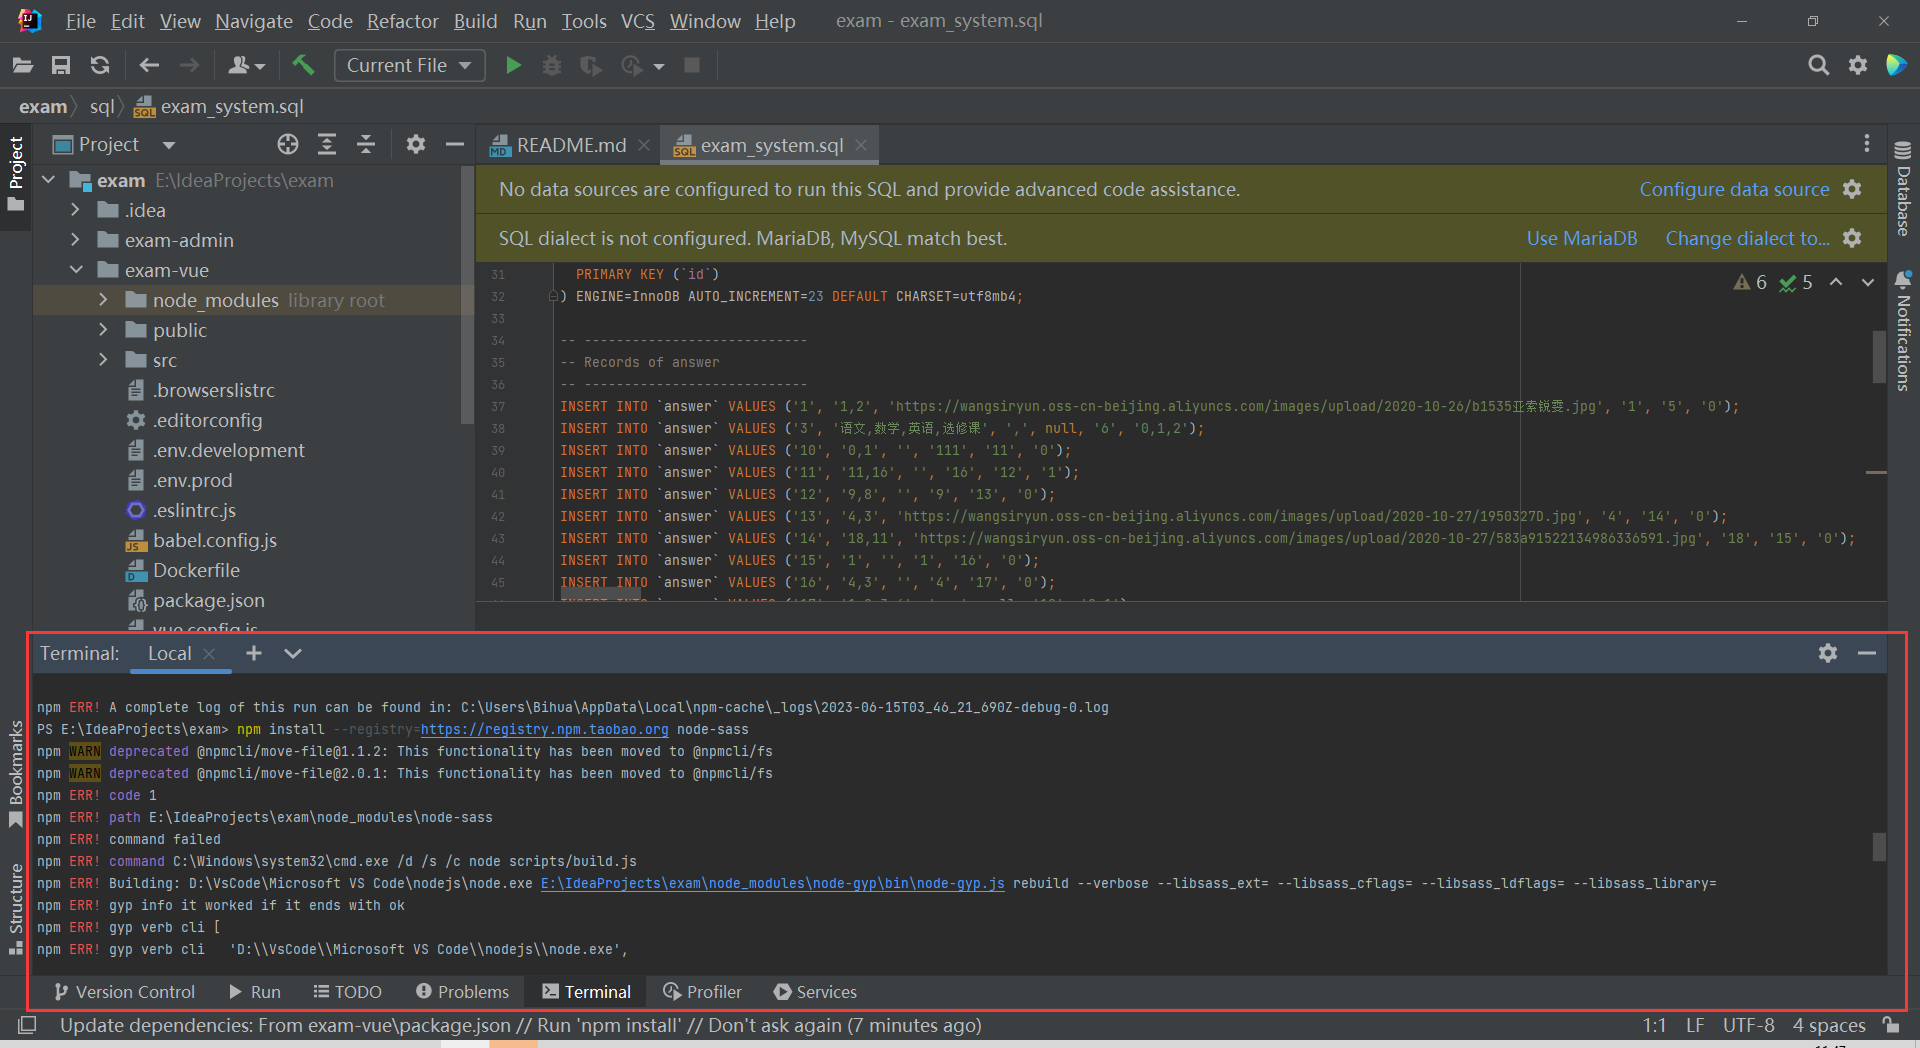 File Edit View Navigate Code Refactor Build Run Tools VCS Window Help exam - exam_system.sql
Current File
exam sql exam_system.sql
Project
Project
README.md
exam_system.sql
exam E:\IdeaProjects\exam
.idea
exam-admin
exam-vue
node_modules library root
public
src
.browserslistrc
.editorconfig
.env.development
.env.prod
.eslintrc.js
babel.config.js
Dockerfile
package.json
vue.config.js
No data sources are configured to run this SQL and provide advanced code assistance. Configure data source
SQL dialect is not configured. MariaDB, MySQL match best. Use MariaDB Change dialect to...
6 5
31 PRIMARY KEY (`id`)
32 ) ENGINE=InnoDB AUTO_INCREMENT=23 DEFAULT CHARSET=utf8mb4;
33
34 -- ----------------------------
35 -- Records of answer
36 -- ----------------------------
37 INSERT INTO `answer` VALUES ('1', '1,2', 'https://wangsiryun.oss-cn-beijing.aliyuncs.com/images/upload/2020-10-26/b1535亚索锐雯.jpg', '1', '5', '0');
38 INSERT INTO `answer` VALUES ('3', '语文,数学,英语,选修课', ',', null, '6', '0,1,2');
39 INSERT INTO `answer` VALUES ('10', '0,1', '', '111', '11', '0');
40 INSERT INTO `answer` VALUES ('11', '11,16', '', '16', '12', '1');
41 INSERT INTO `answer` VALUES ('12', '9,8', '', '9', '13', '0');
42 INSERT INTO `answer` VALUES ('13', '4,3', 'https://wangsiryun.oss-cn-beijing.aliyuncs.com/images/upload/2020-10-27/1950327D.jpg', '4', '14', '0');
43 INSERT INTO `answer` VALUES ('14', '18,11', 'https://wangsiryun.oss-cn-beijing.aliyuncs.com/images/upload/2020-10-27/583a91522134986336591.jpg', '18', '15', '0');
44 INSERT INTO `answer` VALUES ('15', '1', '', '1', '16', '0');
45 INSERT INTO `answer` VALUES ('16', '4,3', '', '4', '17', '0');
Database
Notifications
Bookmarks
Structure
Terminal: Local
npm ERR! A complete log of this run can be found in: C:\Users\Bihua\AppData\Local\npm-cache\_logs\2023-06-15T03_46_21_690Z-debug-0.log
PS E:\IdeaProjects\exam> npm install --registry=https://registry.npm.taobao.org node-sass
npm WARN deprecated @npmcli/move-file@1.1.2: This functionality has been moved to @npmcli/fs
npm WARN deprecated @npmcli/move-file@2.0.1: This functionality has been moved to @npmcli/fs
npm ERR! code 1
npm ERR! path E:\IdeaProjects\exam\node_modules\node-sass
npm ERR! command failed
npm ERR! command C:\Windows\system32\cmd.exe /d /s /c node scripts/build.js
npm ERR! Building: D:\VsCode\Microsoft VS Code\nodejs\node.exe E:\IdeaProjects\exam\node_modules\node-gyp\bin\node-gyp.js rebuild --verbose --libsass_ext= --libsass_cflags= --libsass_ldflags= --libsass_library=
npm ERR! gyp info it worked if it ends with ok
npm ERR! gyp verb cli [
npm ERR! gyp verb cli   'D:\\VsCode\\Microsoft VS Code\\nodejs\\node.exe',
Version Control Run TODO Problems Terminal Profiler Services
Update dependencies: From exam-vue\package.json // Run 'npm install' // Don't ask again (7 minutes ago) 1:1 LF UTF-8 4 spaces